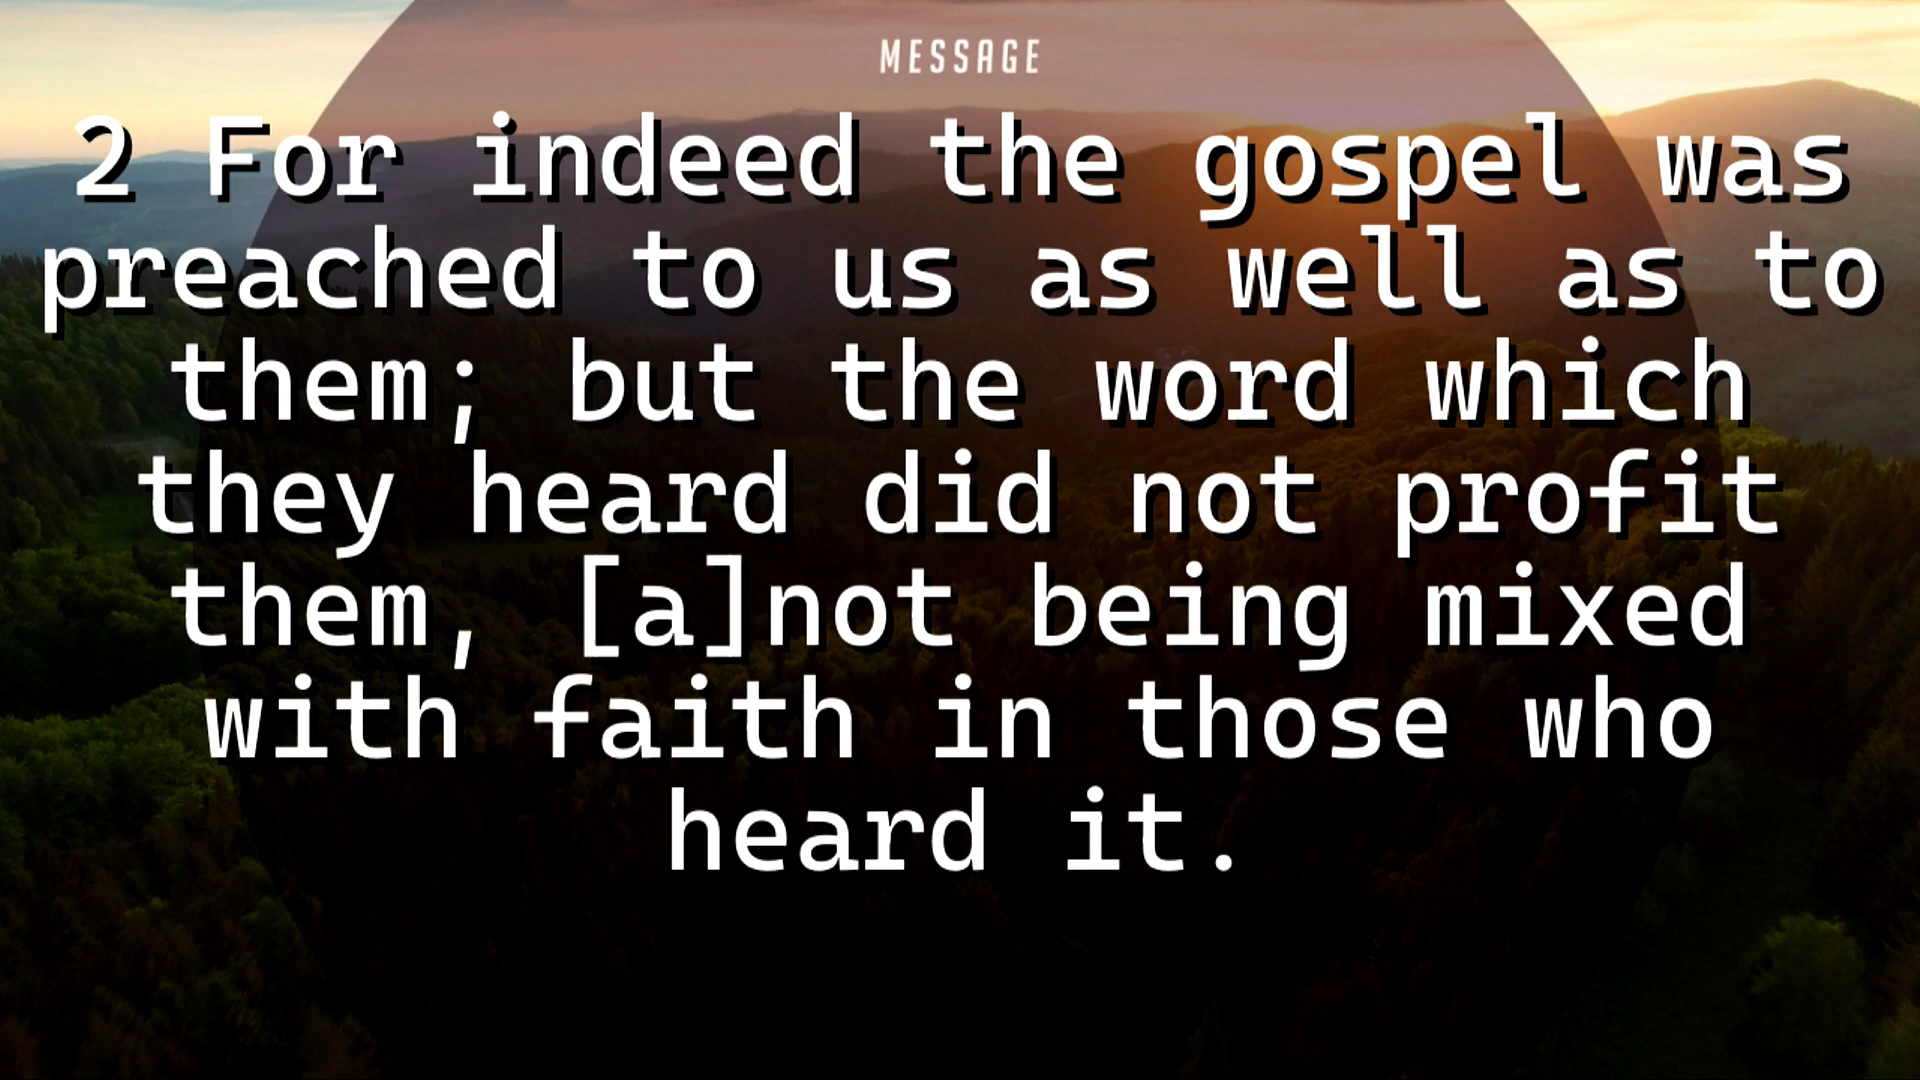 MESSAGE
2 For indeed the gospel was
preached to us as well as to
them; but the word which
they heard did not profit
them, [a]not being mixed
with faith in those who
heard it.